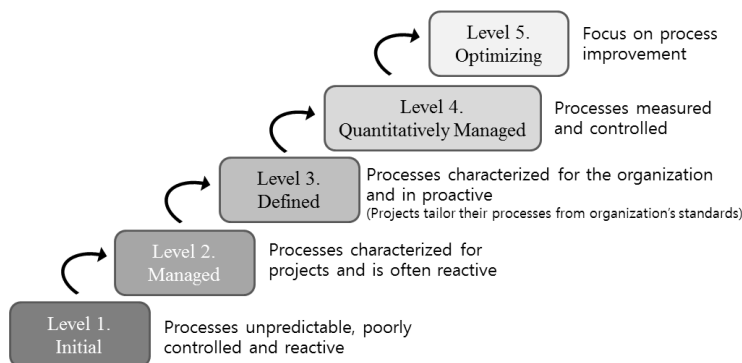 Level 5.
Optimizing
Focus on process
improvement
Level 4.
Quantitatively Managed
Processes measured
and controlled
Level 3.
Defined
Processes characterized for the organization
and in proactive
(Projects tailor their processes from organization's standards)
Level 2.
Managed
Processes characterized for
projects and is often reactive
Level 1.
Initial
Processes unpredictable, poorly
controlled and reactive